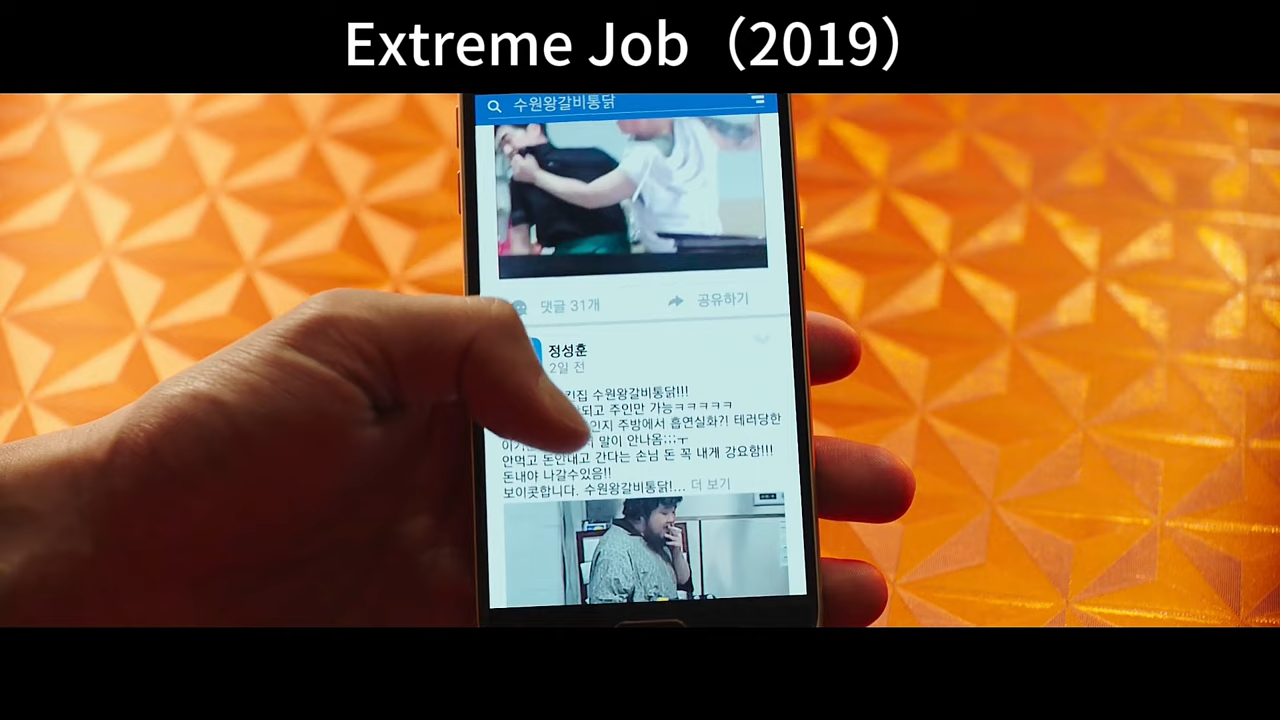 Extreme Job（2019）
수원왕갈비통닭
댓글 31개
공유하기
정성훈
2일 전
수원왕갈비통닭!!!
주인만 가능ㅋㅋㅋㅋㅋ
주방에서 흡연실화?! 테러당한
말이 안나옴;;;ㅜ
안먹고 돈안내고 간다는 손님 돈 꼭 내게 강요함!!!
돈내야 나갈수있음!!
보이콧합니다. 수원왕갈비통닭!... 더 보기